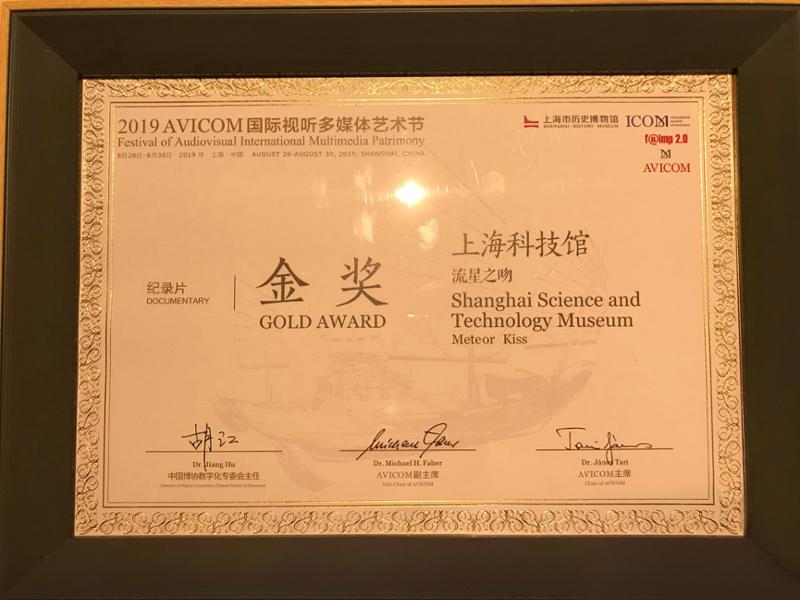 2019 AVICOM 国际视听多媒体艺术节
Festival of Audiovisual International Multimedia Patrimony
8月28日-8月30日 · 2019 年 · 上海 · 中国 AUGUST 28-AUGUST 30, 2019, SHANGHAI, CHINA
上海市历史博物馆
SHANGHAI HISTORY MUSEUM
ICOM
f@imp 2.0
AVICOM
纪录片
DOCUMENTARY
金奖
GOLD AWARD
上海科技馆
流星之吻
Shanghai Science and
Technology Museum
Meteor Kiss
胡江
Dr. Jiang Hu
中国博协数字化专委会主任
Dr. Michael H. Faber
AVICOM副主席
Vice Chair of AVICOM
Dr. János Tari
AVICOM主席
Chair of AVICOM